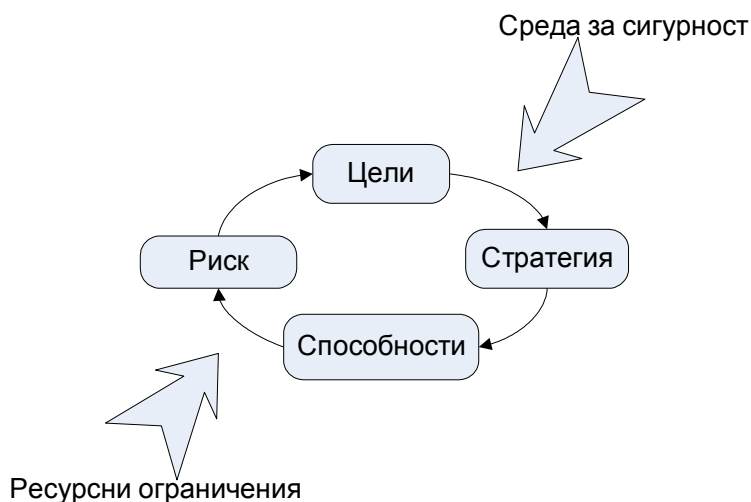 Среда за сигурност
Цели
Риск
Стратегия
Способности
Ресурсни ограничения